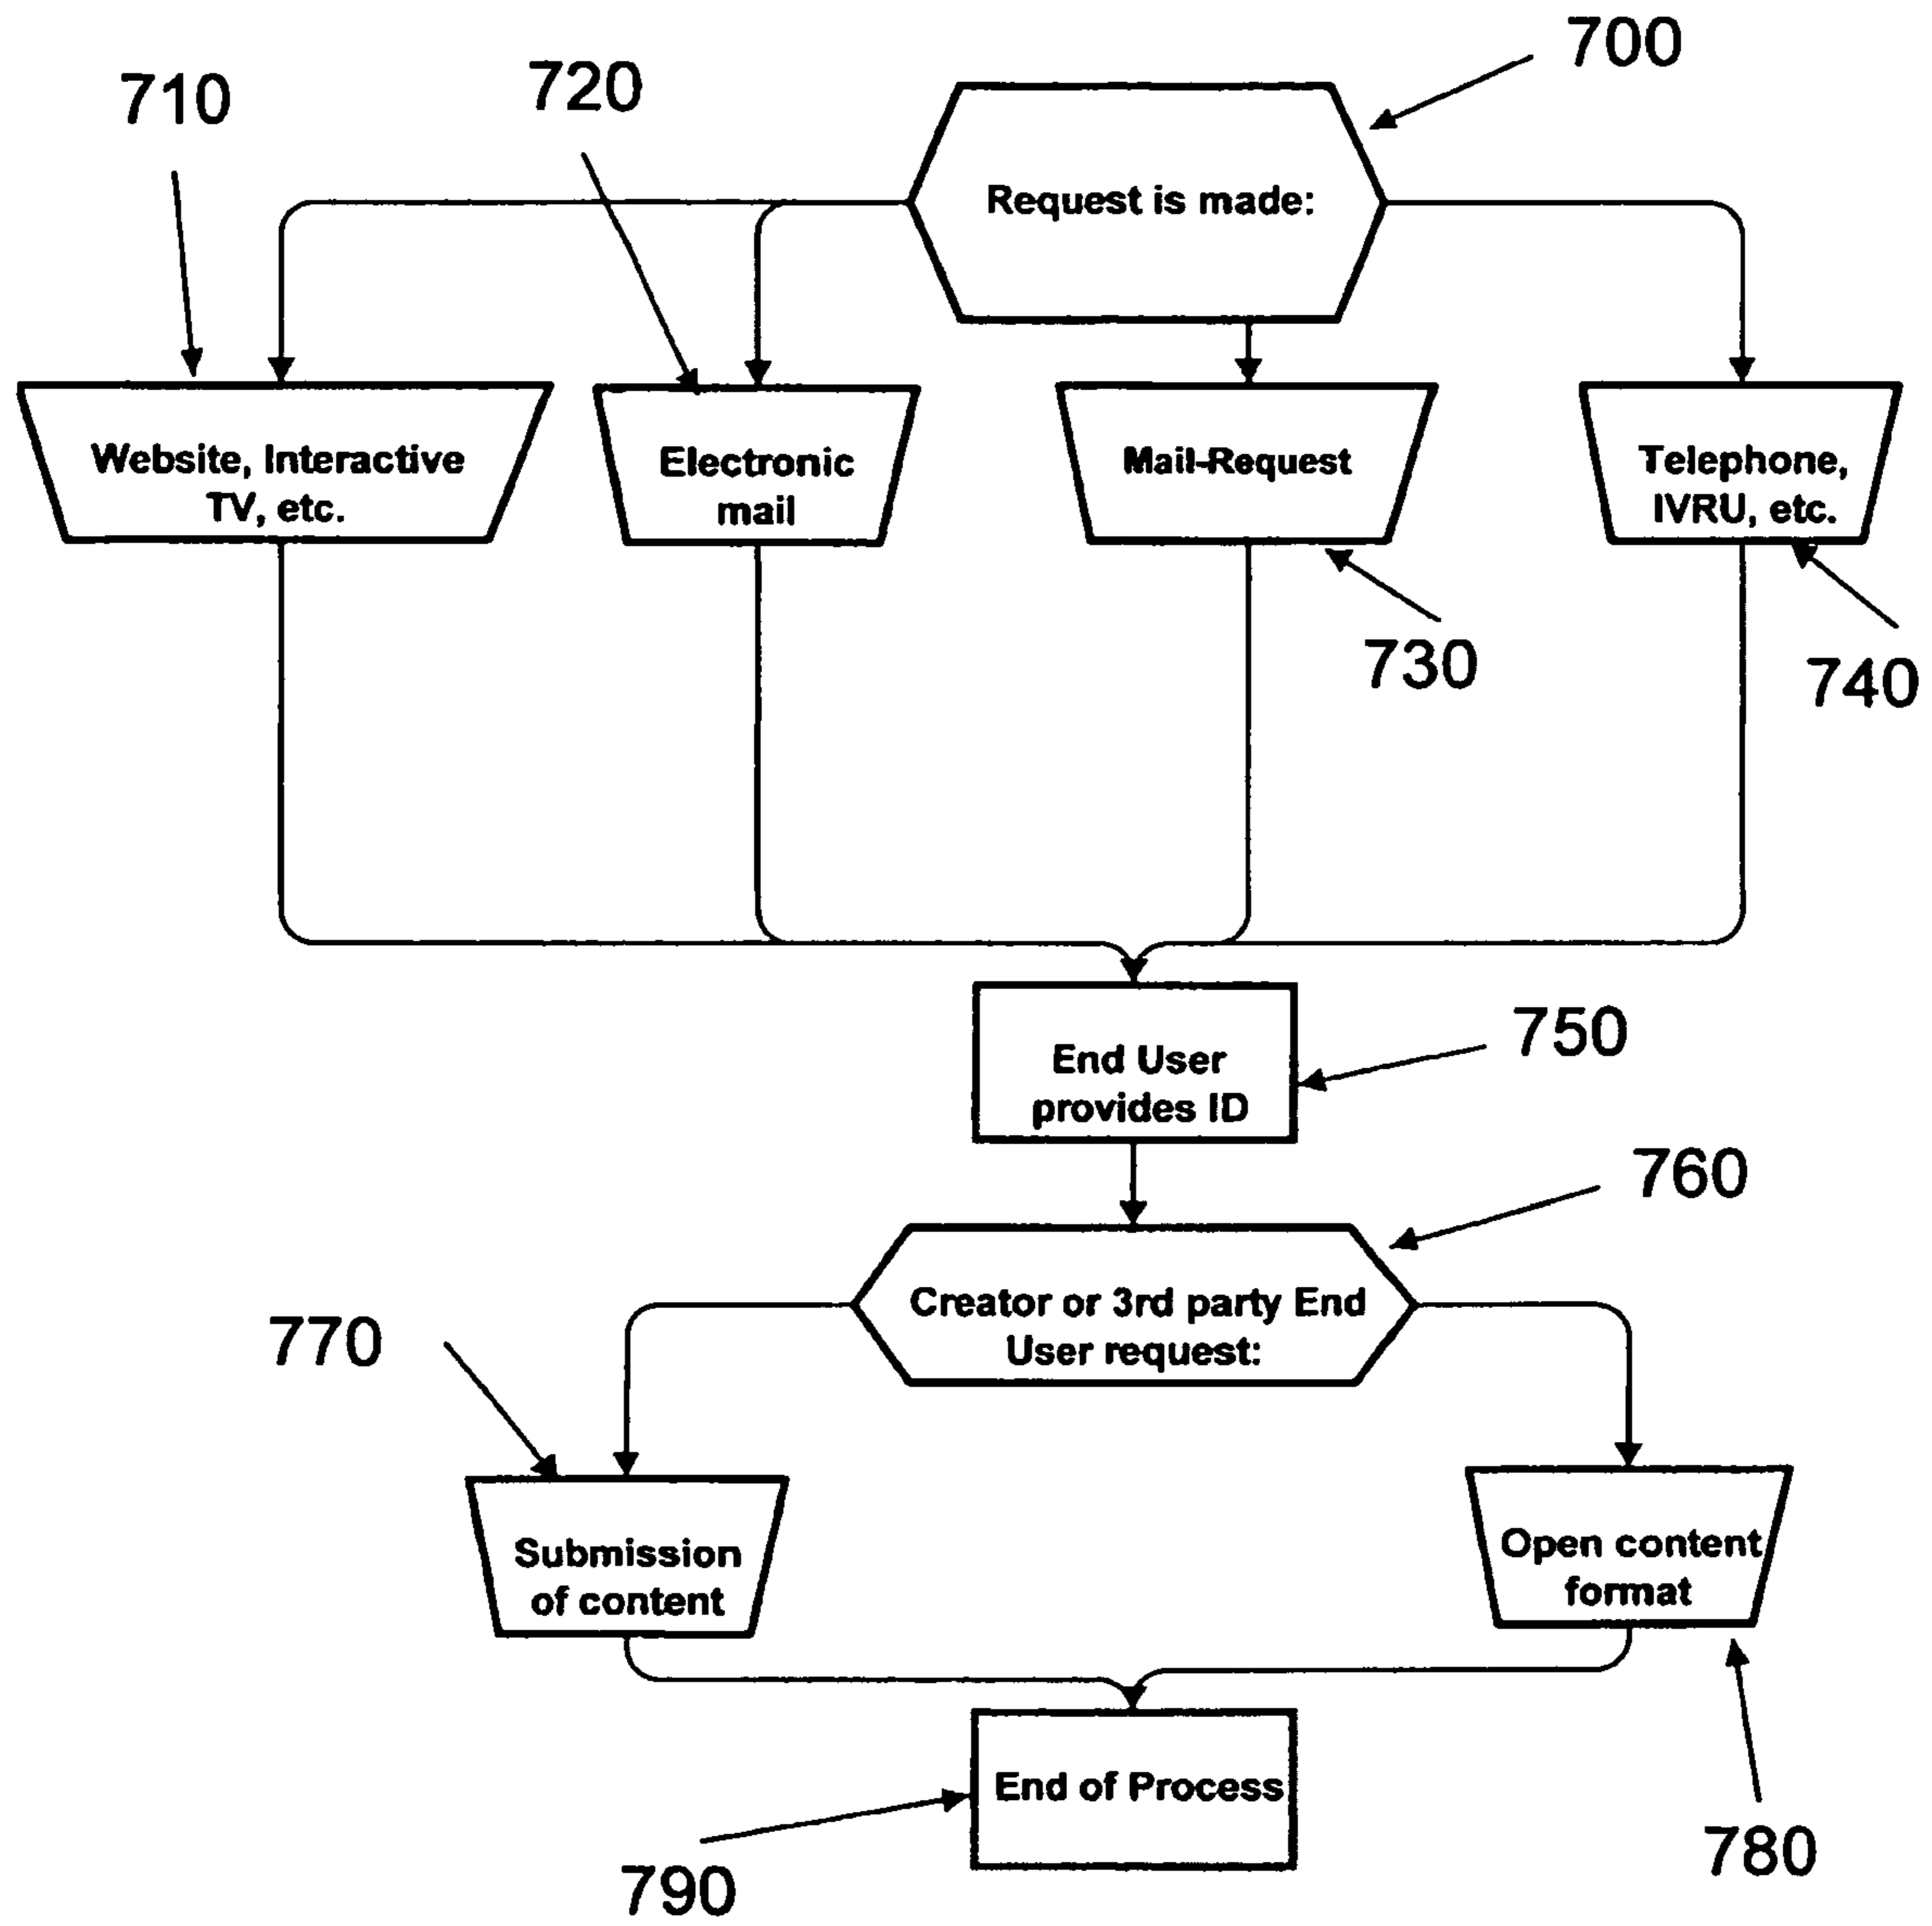 700
710
720
Request is made:
Website, Interactive
TV, etc.
Electronic
mail
Mail-Request
Telephone,
IVRU, etc.
730
740
750
End User
provides ID
760
Creator or 3rd party End
User request:
770
Submission
of content
Open content
format
End of Process
780
790